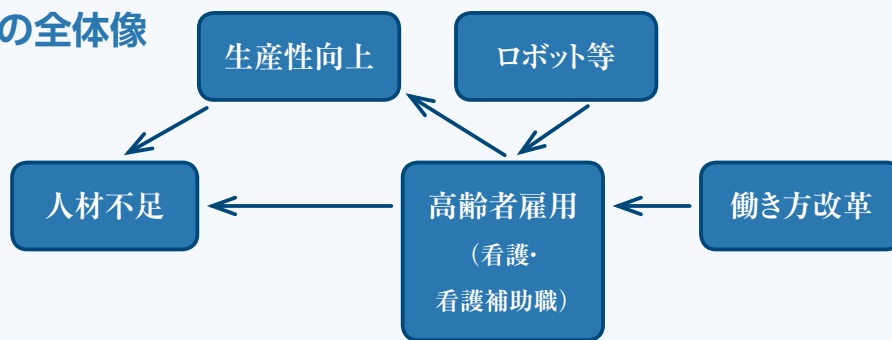 の全体像
生産性向上
ロボット等
人材不足
高齢者雇用
（看護・
看護補助職）
働き方改革